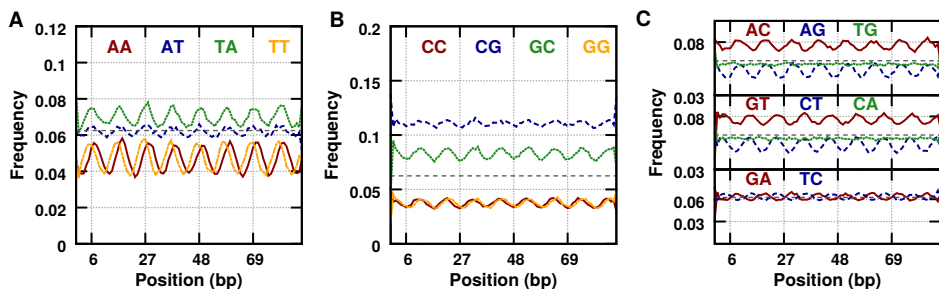 A
AA AT TA TT
0.12
0.1
0.08
0.06
0.04
0.02
0
Frequency
6 27 48 69
Position (bp)
B
CC CG GC GG
0.2
0.15
0.1
0.05
0
Frequency
6 27 48 69
Position (bp)
C
AC AG TG
0.08
0.03
GT CT CA
0.08
0.03
GA TC
0.06
0.03
Frequency
6 27 48 69
Position (bp)